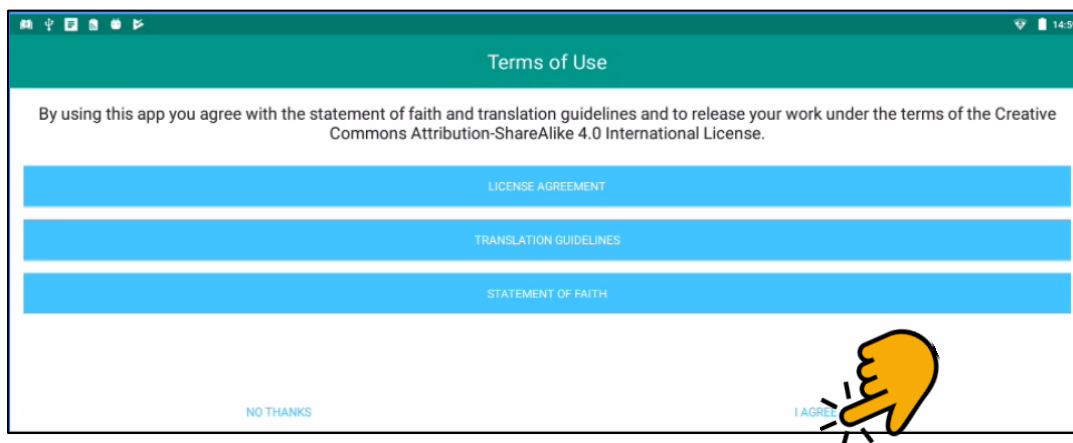 14:5
Terms of Use
By using this app you agree with the statement of faith and translation guidelines and to release your work under the terms of the Creative
Commons Attribution-ShareAlike 4.0 International License.
LICENSE AGREEMENT
TRANSLATION GUIDELINES
STATEMENT OF FAITH
NO THANKS
I AGREE